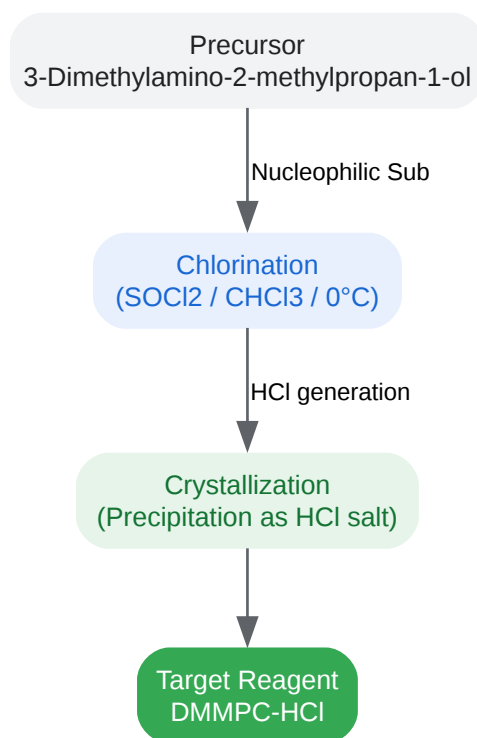 Precursor
3-Dimethylamino-2-methylpropan-1-ol
Nucleophilic Sub
Chlorination
(SOCl2 / CHCl3 / 0°C)
HCl generation
Crystallization
(Precipitation as HCl salt)
Target Reagent
DMMPC-HCl